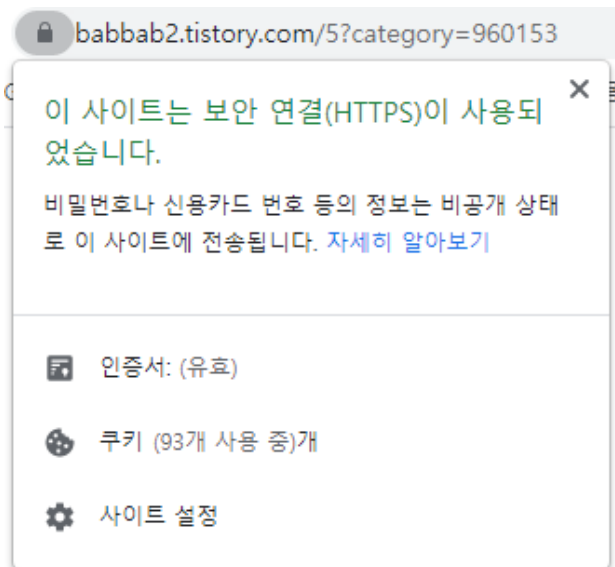 babbab2.tistory.com/5?category=960153
이 사이트는 보안 연결(HTTPS)이 사용되
었습니다.
비밀번호나 신용카드 번호 등의 정보는 비공개 상태
로 이 사이트에 전송됩니다. 자세히 알아보기
인증서: (유효)
쿠키 (93개 사용 중)개
사이트 설정